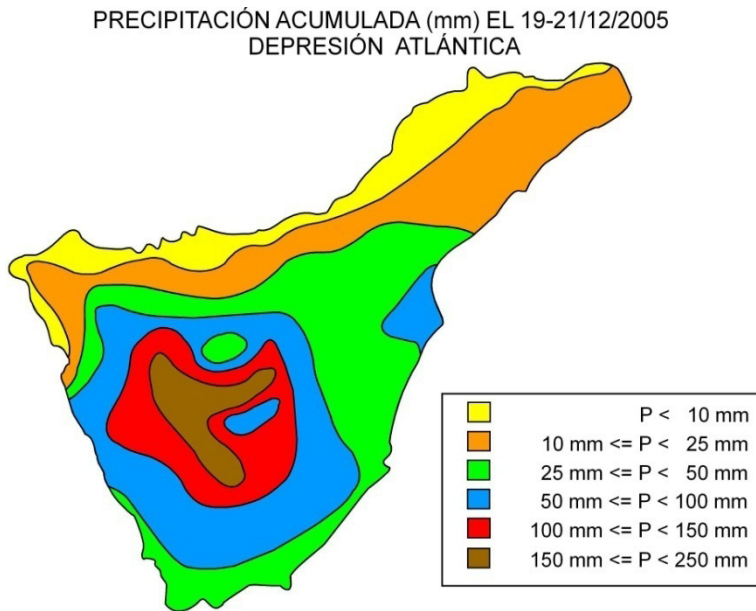 PRECIPITACIÓN ACUMULADA (mm) EL 19-21/12/2005
DEPRESIÓN ATLÁNTICA
P < 10 mm
10 mm <= P < 25 mm
25 mm <= P < 50 mm
50 mm <= P < 100 mm
100 mm <= P < 150 mm
150 mm <= P < 250 mm